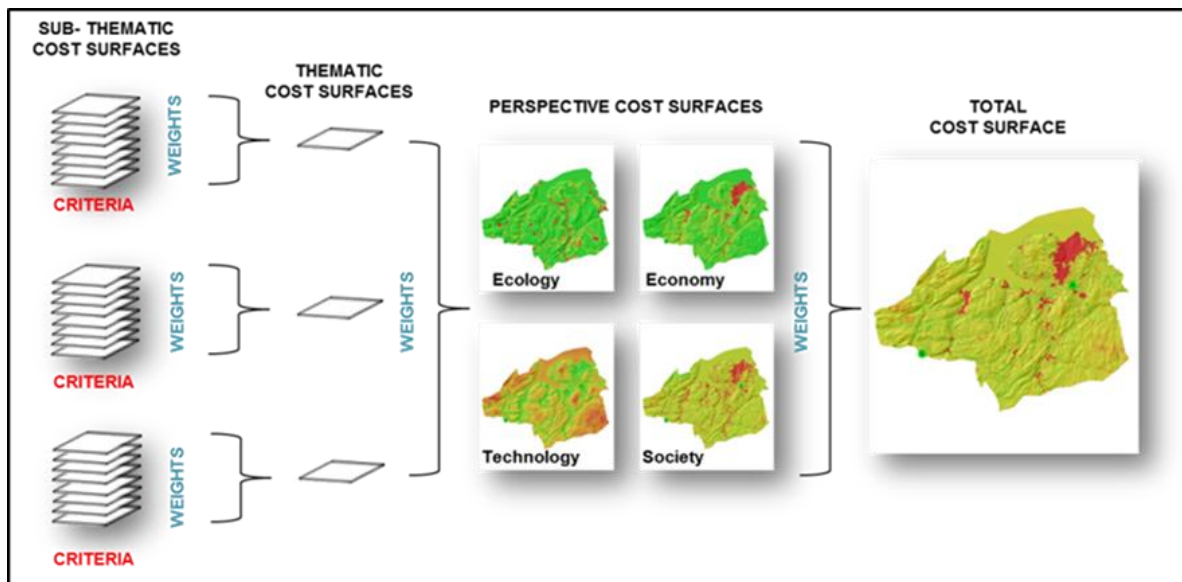 SUB- THEMATIC
COST SURFACES
WEIGHTS
CRITERIA
WEIGHTS
CRITERIA
WEIGHTS
CRITERIA
THEMATIC
COST SURFACES
WEIGHTS
PERSPECTIVE COST SURFACES
Ecology
Economy
Technology
Society
WEIGHTS
TOTAL
COST SURFACE